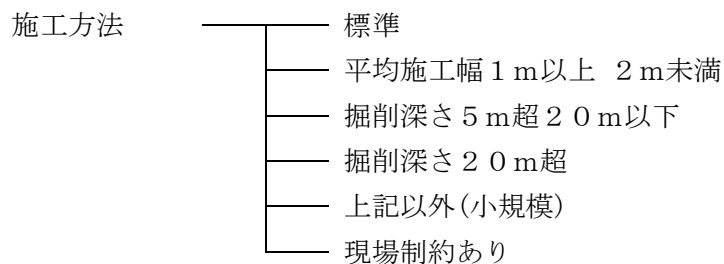 施工方法 標準
平均施工幅１ｍ以上 ２ｍ未満
掘削深さ５ｍ超２０ｍ以下
掘削深さ２０ｍ超
上記以外(小規模)
現場制約あり